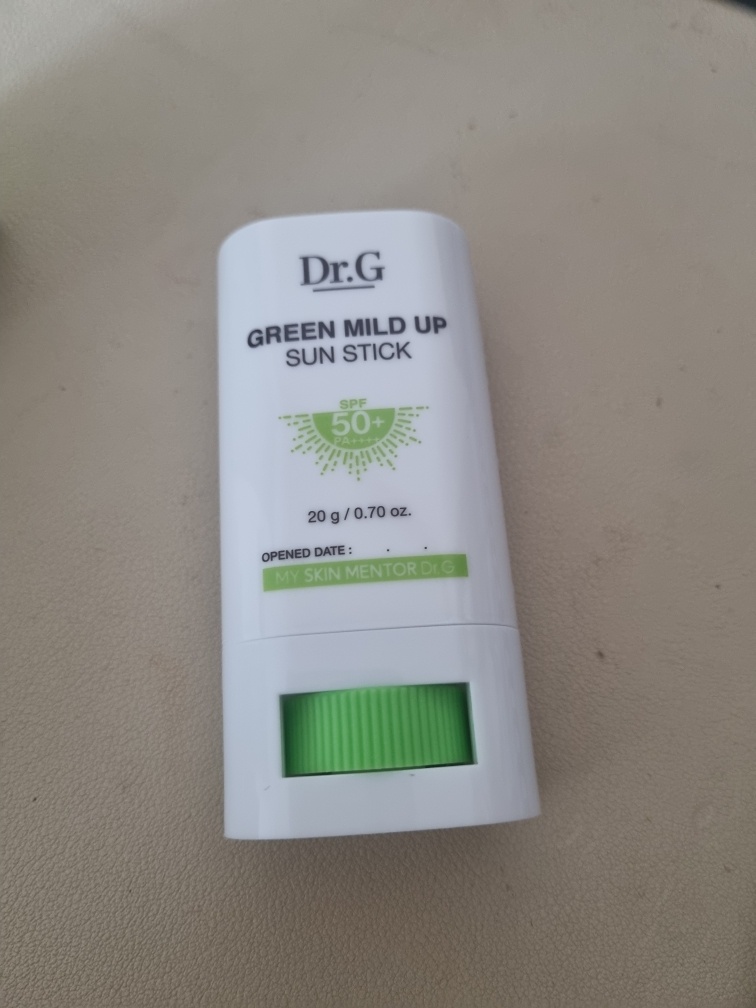 Dr.G
GREEN MILD UP
SUN STICK
SPF
50+
PA++++
20 g / 0.70 oz.
OPENED DATE : . .
MY SKIN MENTOR Dr.G